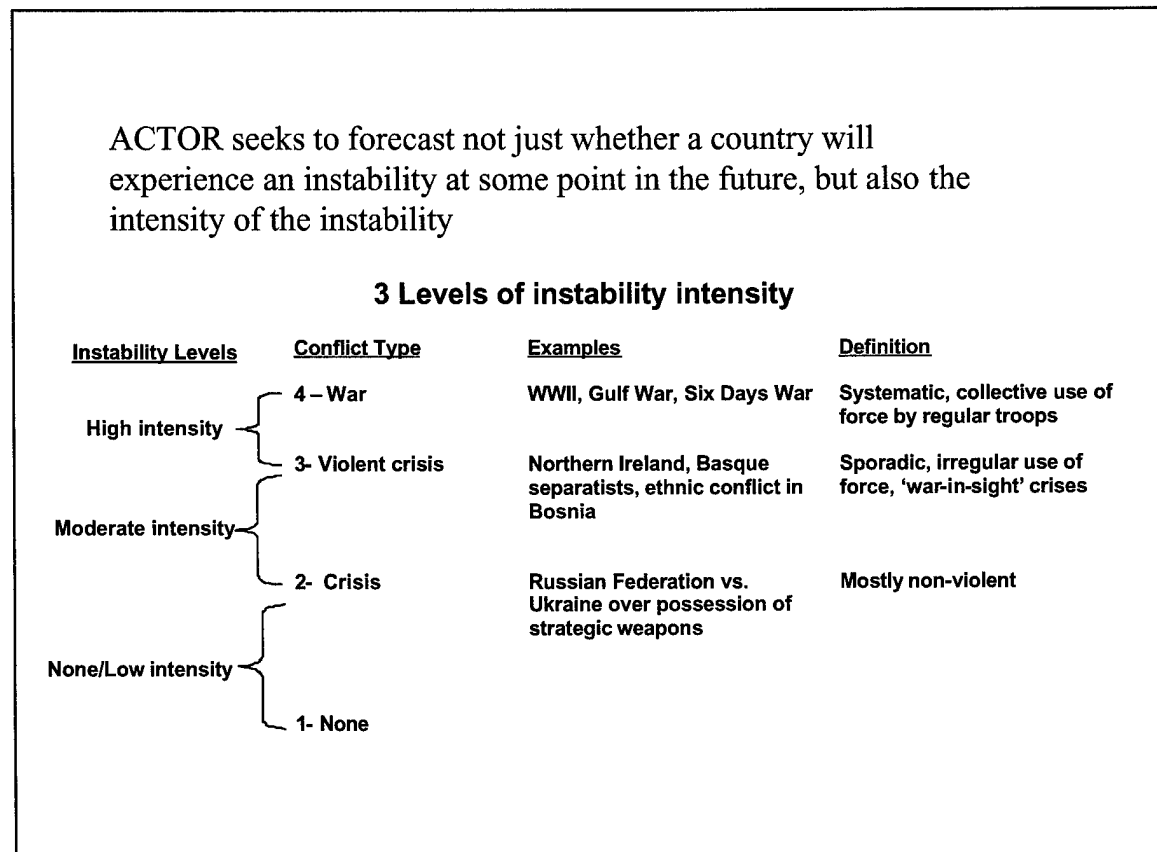 ACTOR seeks to forecast not just whether a country will
experience an instability at some point in the future, but also the
intensity of the instability
3 Levels of instability intensity
Instability Levels
Conflict Type
Examples
Definition
High intensity
4 – War
WWII, Gulf War, Six Days War
Systematic, collective use of
force by regular troops
3- Violent crisis
Northern Ireland, Basque
separatists, ethnic conflict in
Bosnia
Sporadic, irregular use of
force, ‘war-in-sight’ crises
Moderate intensity
2- Crisis
Russian Federation vs.
Ukraine over possession of
strategic weapons
Mostly non-violent
None/Low intensity
1- None